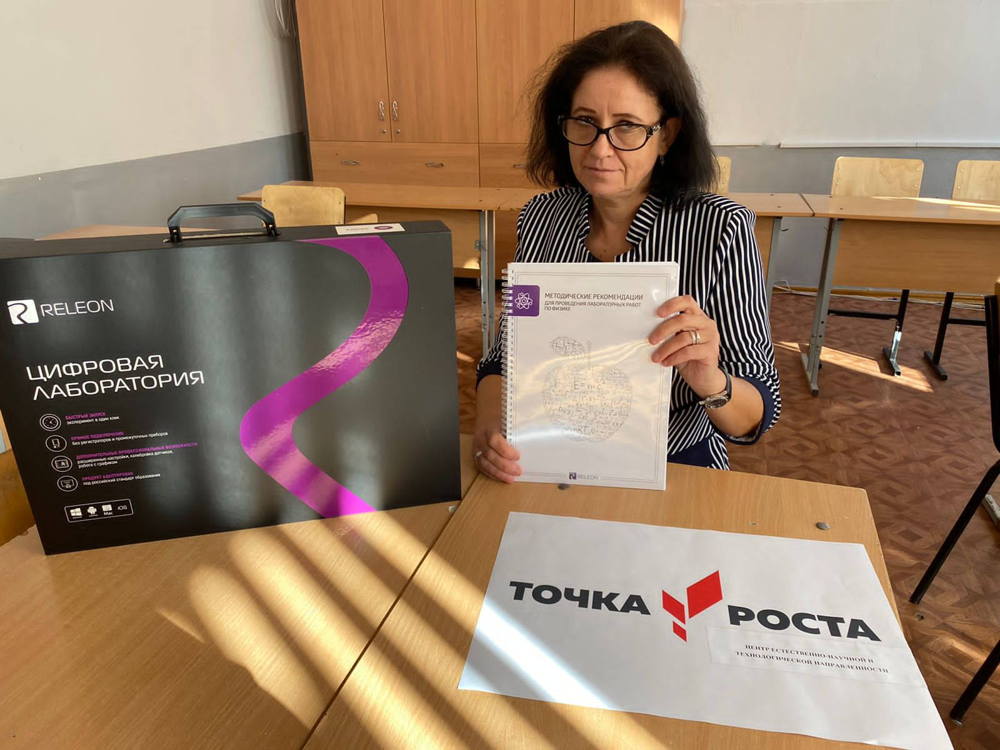 RELEON
ЦИФРОВАЯ
ЛАБОРАТОРИЯ
БЫСТРЫЙ ЗАПУСК
эксперимент в один клик
ПРЯМОЕ ПОДКЛЮЧЕНИЕ
без регистраторов и промежуточных приборов
ДОПОЛНИТЕЛЬНЫЕ ПРОФЕССИОНАЛЬНЫЕ ВОЗМОЖНОСТИ
расширенные настройки, калибровка датчиков,
работа с графиком
ПРОДУКТ АДАПТИРОВАН
под российский стандарт образования
Mac
iOS
МЕТОДИЧЕСКИЕ РЕКОМЕНДАЦИИ
ДЛЯ ПРОВЕДЕНИЯ ЛАБОРАТОРНЫХ РАБОТ
ПО ФИЗИКЕ
E=mc
RELEON
ТОЧКА РОСТА
ЦЕНТР ЕСТЕСТВЕННО-НАУЧНОЙ И
ТЕХНОЛОГИЧЕСКОЙ НАПРАВЛЕННОСТИ